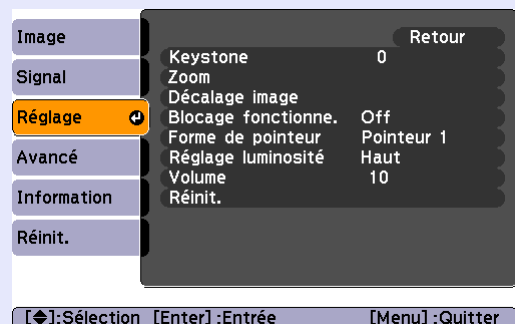 Image
Signal
Réglage
Avancé
Information
Réinit.
Retour
Keystone 0
Zoom
Décalage image
Blocage fonctionne. Off
Forme de pointeur Pointeur 1
Réglage luminosité Haut
Volume 10
Réinit.
[◆]:Sélection [Enter] :Entrée [Menu] :Quitter